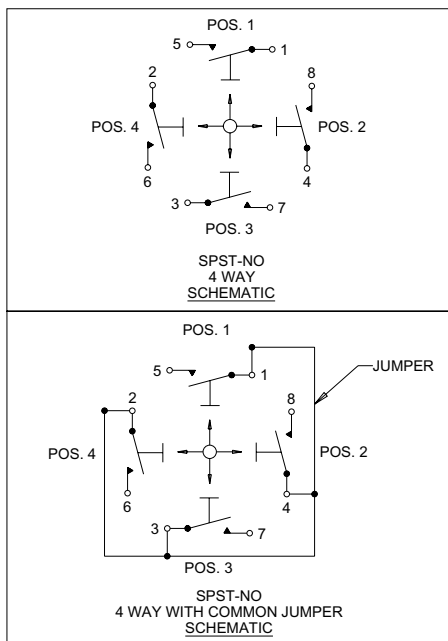 POS. 1
5
1
2
8
POS. 4
POS. 2
6
4
3
7
POS. 3
SPST-NO
4 WAY
SCHEMATIC
POS. 1
JUMPER
5
1
2
8
POS. 4
POS. 2
6
4
3
7
POS. 3
SPST-NO
4 WAY WITH COMMON JUMPER
SCHEMATIC